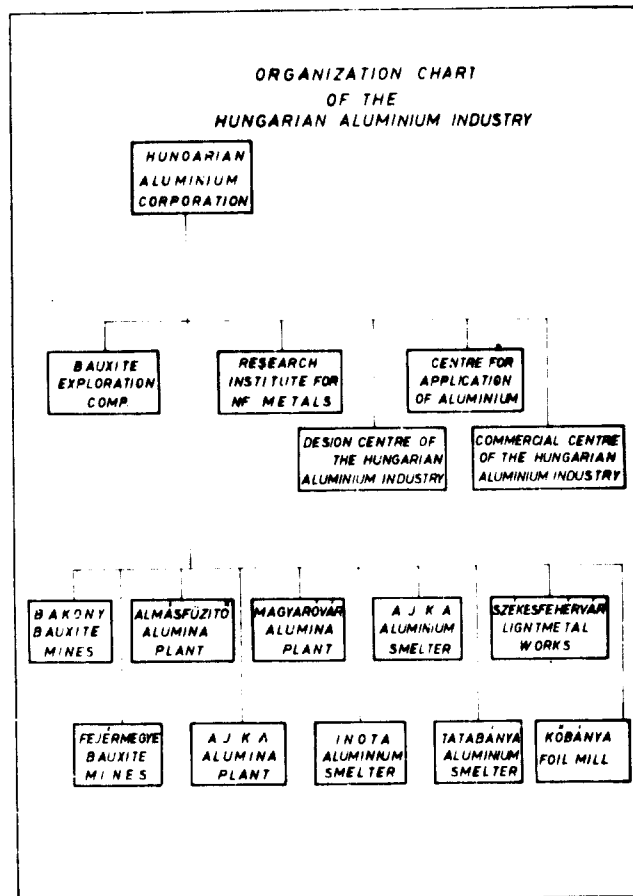 ORGANIZATION CHART
OF THE
HUNGARIAN ALUMINIUM INDUSTRY
HUNGARIAN
ALUMINIUM
CORPORATION
BAUXITE
EXPLORATION
COMP.
RESEARCH
INSTITUTE FOR
NF METALS
CENTRE FOR
APPLICATION
OF ALUMINIUM
DESIGN CENTRE OF
THE HUNGARIAN
ALUMINIUM INDUSTRY
COMMERCIAL CENTRE
OF THE HUNGARIAN
ALUMINIUM INDUSTRY
BAKONY
BAUXITE
MINES
ALMÁSFÜZITŐ
ALUMINA
PLANT
MAGYARÓVÁR
ALUMINA
PLANT
AJKA
ALUMINIUM
SMELTER
SZÉKESFEHÉRVÁR
LIGNTMETAL
WORKS
FEJÉRMEGYE
BAUXITE
MINES
AJKA
ALUMINA
PLANT
INOTA
ALUMINIUM
SMELTER
TATABÁNYA
ALUMINIUM
SMELTER
KŐBÁNYA
FOIL MILL